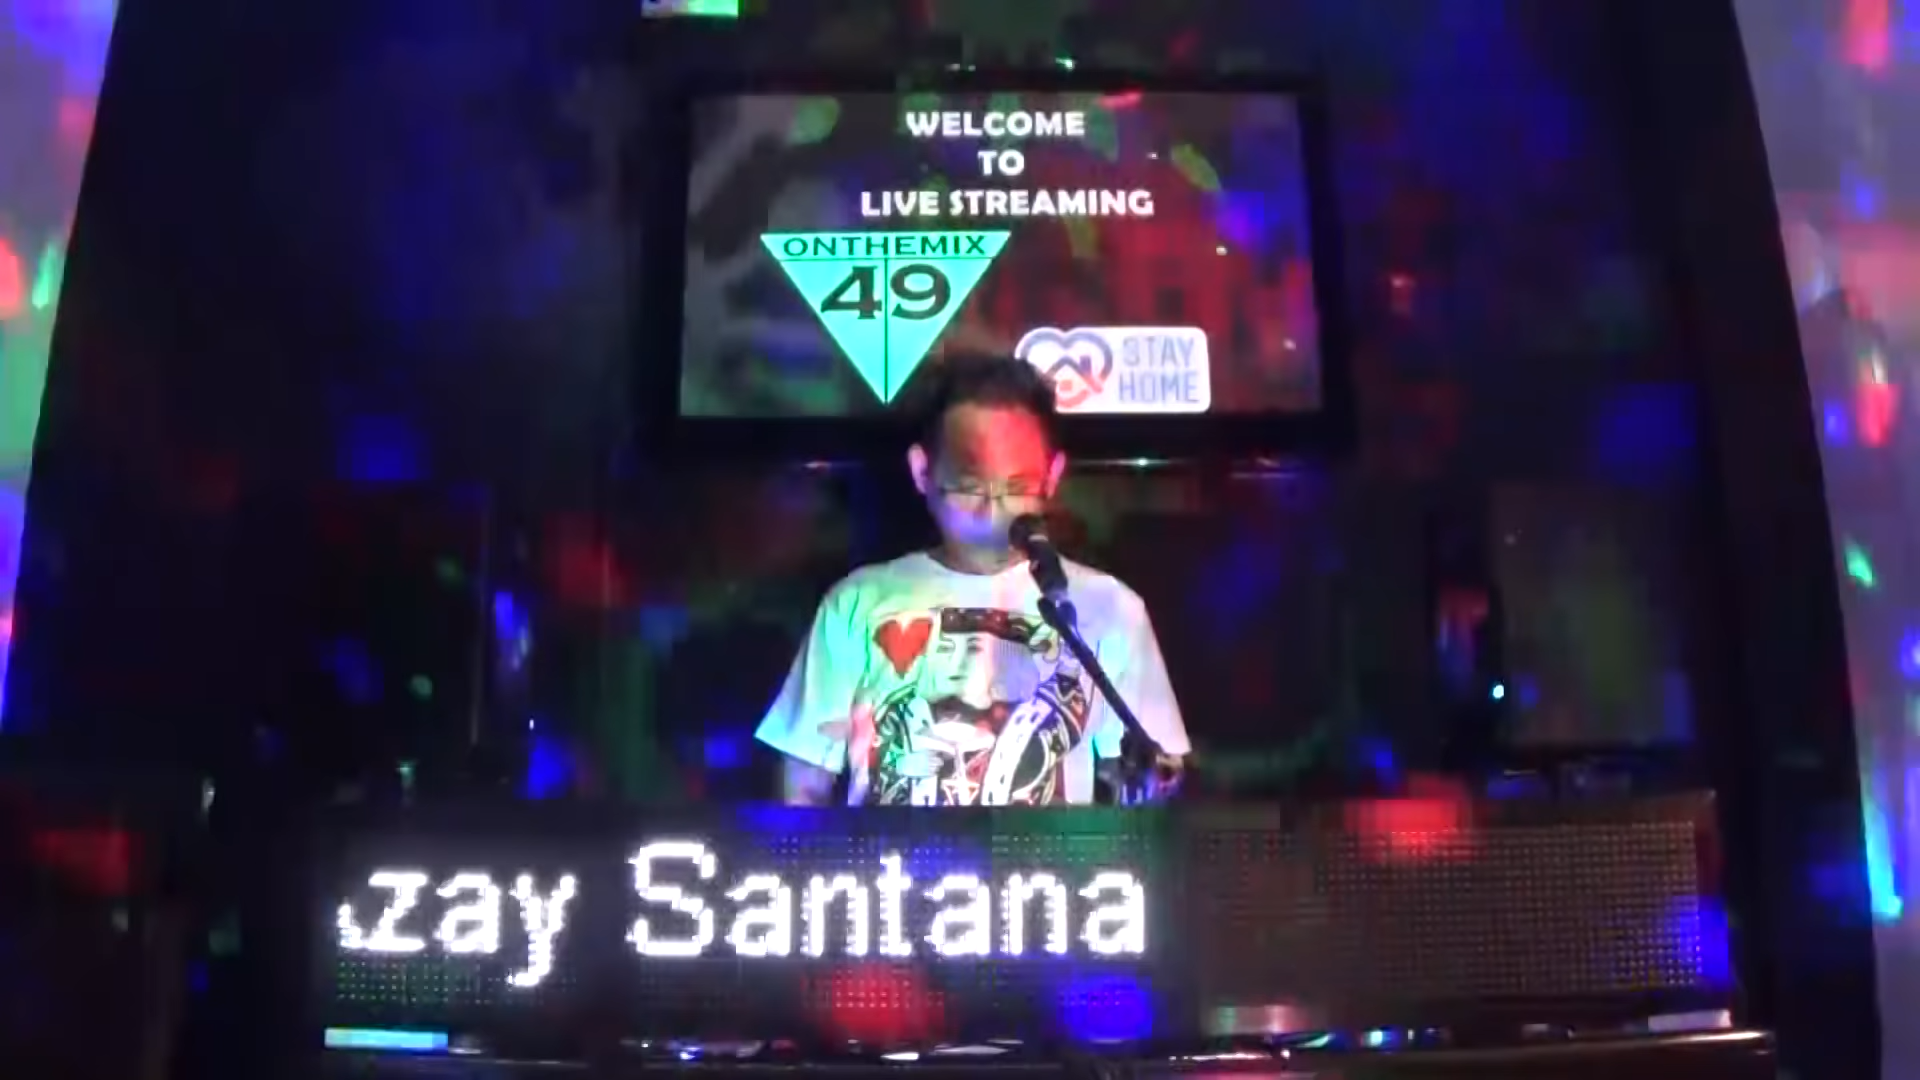 WELCOME
TO
LIVE STREAMING
ONTHEMIX
49
STAY
HOME
zay Santana